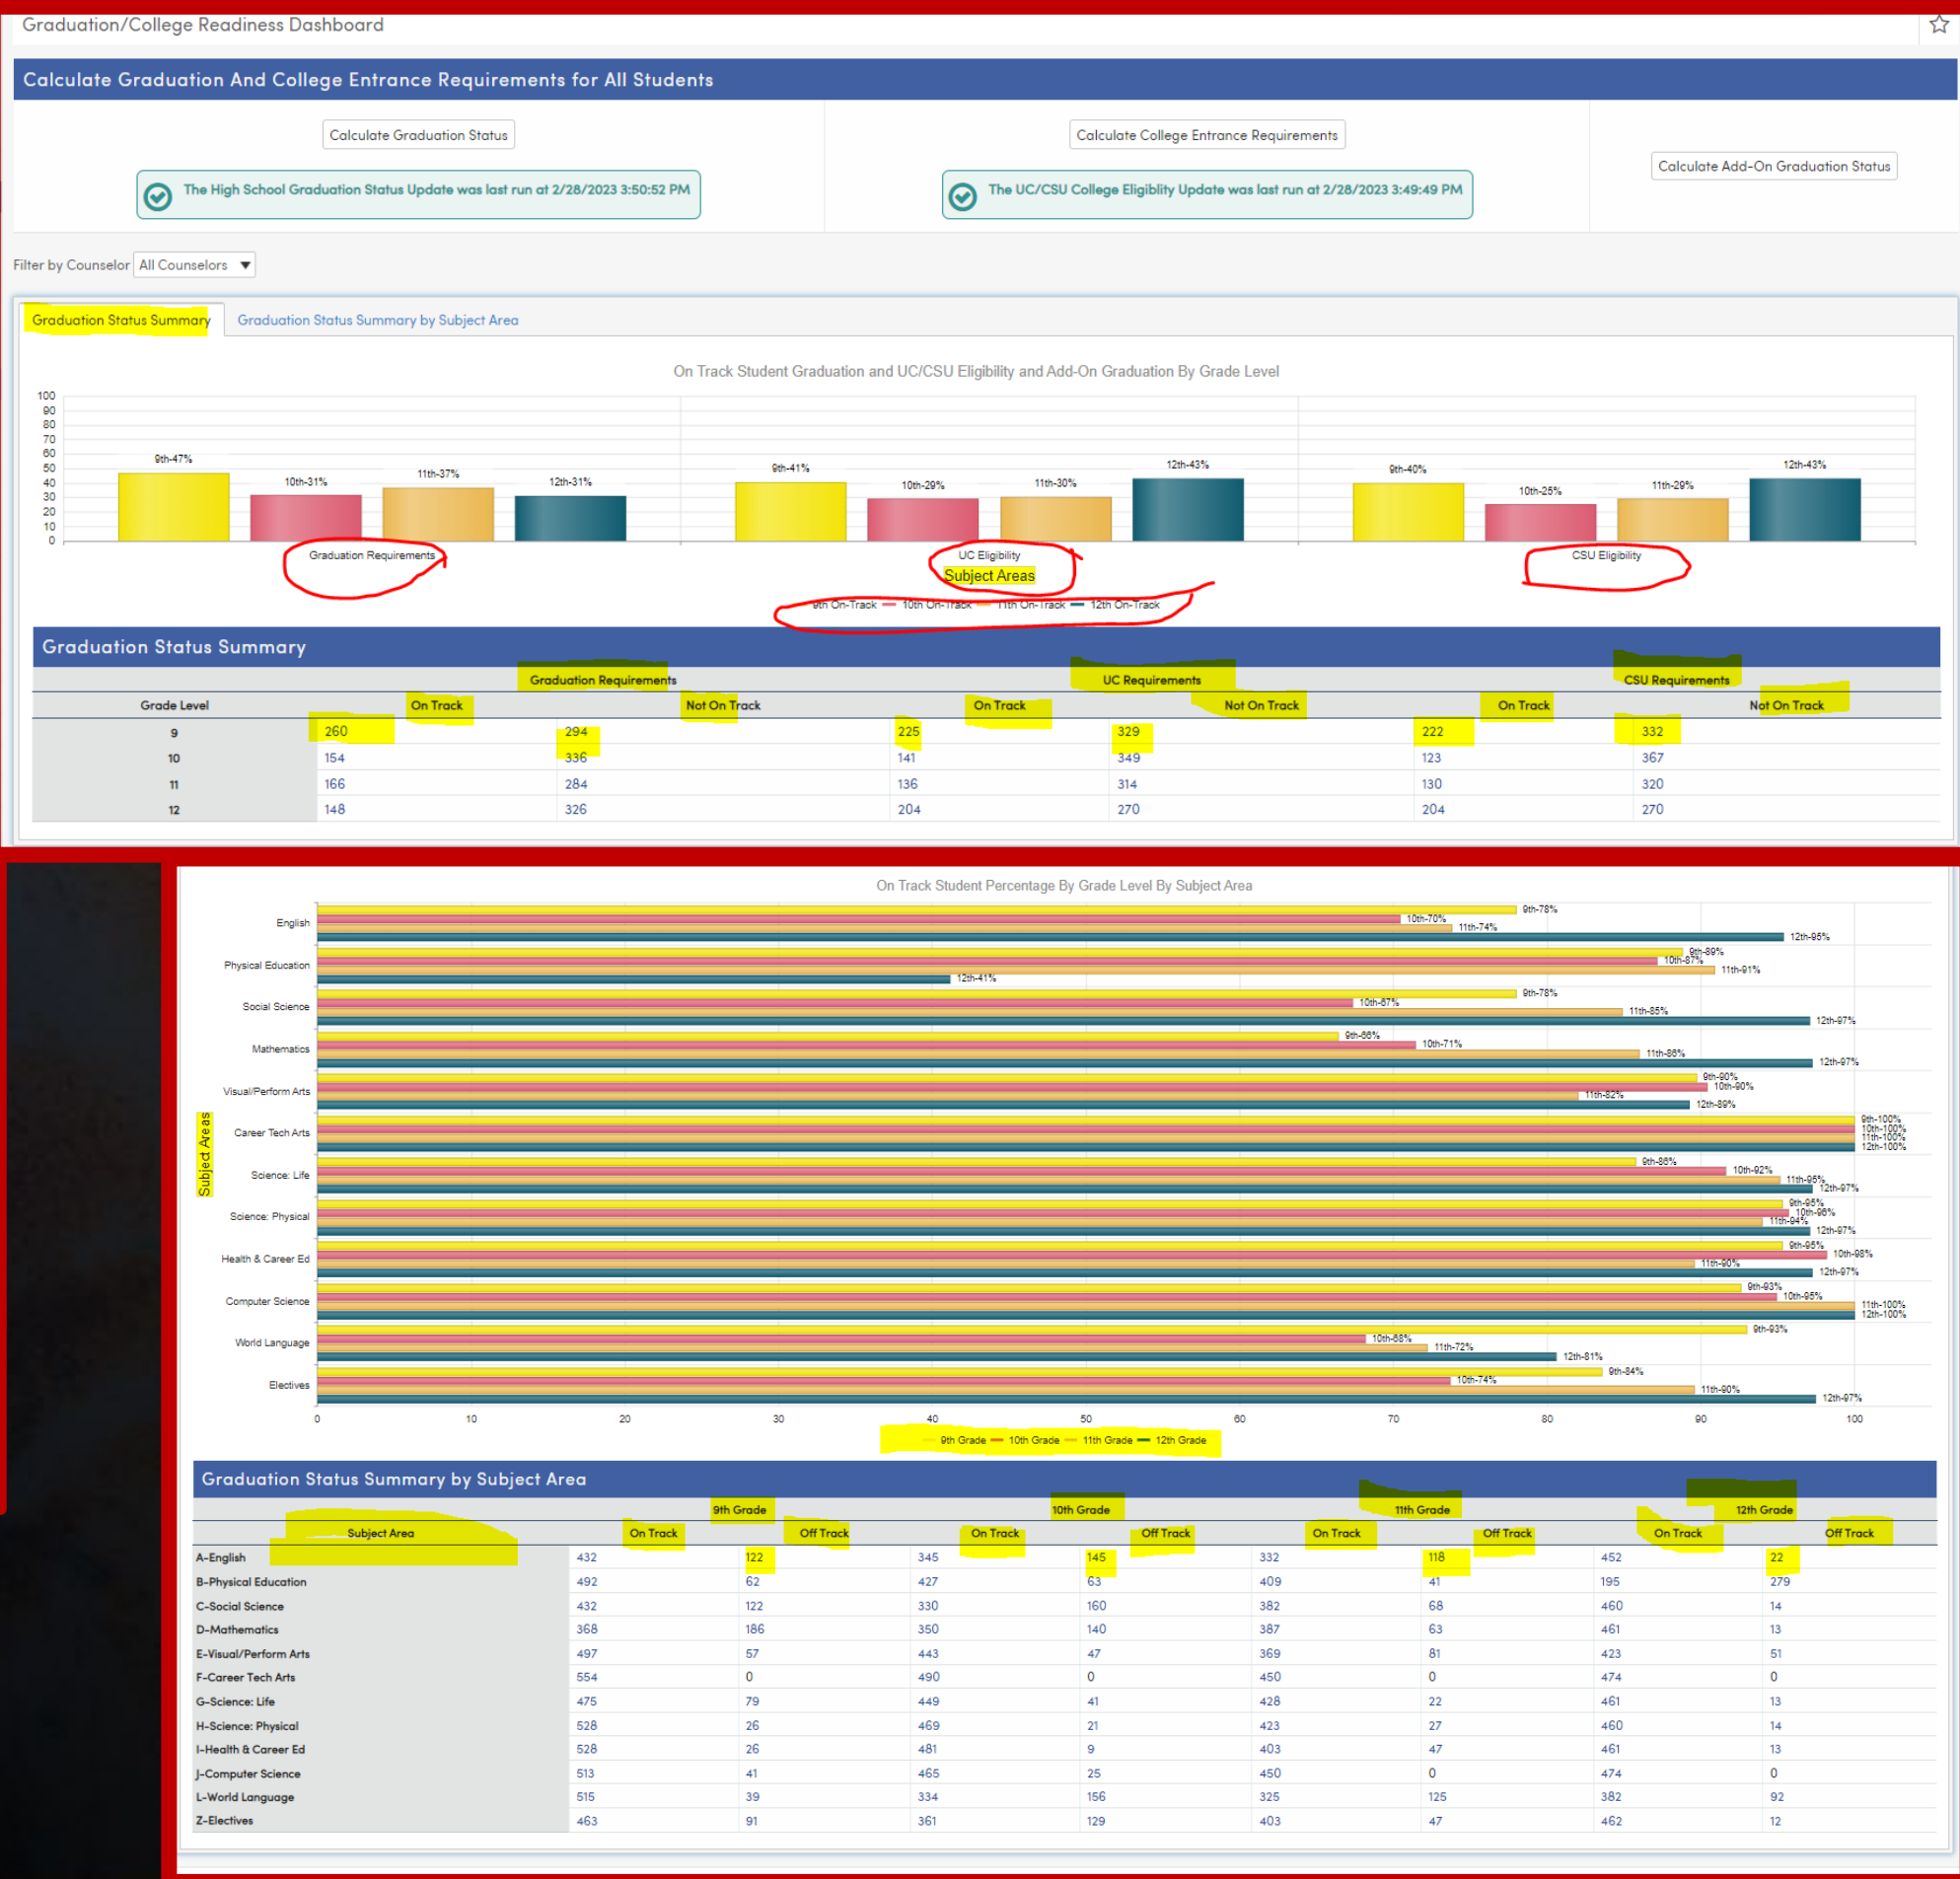 Graduation/College Readiness Dashboard
Calculate Graduation And College Entrance Requirements for All Students
Calculate Graduation Status
Calculate College Entrance Requirements
Calculate Add-On Graduation Status
The High School Graduation Status Update was last run at 2/28/2023 3:50:52 PM
The UC/CSU College Eligiblity Update was last run at 2/28/2023 3:49:49 PM
Filter by Counselor All Counselors
Graduation Status Summary Graduation Status Summary by Subject Area
On Track Student Graduation and UC/CSU Eligibility and Add-On Graduation By Grade Level
100
90
80
70
60
50
40
30
20
10
0
9th-47% 10th-31% 11th-37% 12th-31%
9th-41% 10th-29% 11th-30% 12th-43%
9th-40% 10th-25% 11th-29% 12th-43%
Graduation Requirements UC Eligibility CSU Eligibility
Subject Areas
9th On-Track 10th On-Track 11th On-Track 12th On-Track
Graduation Status Summary
Graduation Requirements UC Requirements CSU Requirements
Grade Level On Track Not On Track On Track Not On Track On Track Not On Track
9 260 294 225 329 222 332
10 154 336 141 349 123 367
11 166 284 136 314 130 320
12 148 326 204 270 204 270
On Track Student Percentage By Grade Level By Subject Area
Subject Areas
English 9th-78% 10th-70% 11th-74% 12th-95%
Physical Education 9th-89% 10th-87% 11th-91% 12th-41%
Social Science 9th-78% 10th-67% 11th-85% 12th-97%
Mathematics 9th-66% 10th-71% 11th-86% 12th-97%
Visual/Perform Arts 9th-90% 10th-90% 11th-82% 12th-89%
Career Tech Arts 9th-100% 10th-100% 11th-100% 12th-100%
Science: Life 9th-86% 10th-92% 11th-95% 12th-97%
Science: Physical 9th-95% 10th-96% 11th-94% 12th-97%
Health & Career Ed 9th-95% 10th-98% 11th-90% 12th-97%
Computer Science 9th-93% 10th-95% 11th-100% 12th-100%
World Language 9th-93% 10th-68% 11th-72% 12th-81%
Electives 9th-84% 10th-74% 11th-90% 12th-97%
0 10 20 30 40 50 60 70 80 90 100
9th Grade 10th Grade 11th Grade 12th Grade
Graduation Status Summary by Subject Area
9th Grade 10th Grade 11th Grade 12th Grade
Subject Area On Track Off Track On Track Off Track On Track Off Track On Track Off Track
A-English 432 122 345 145 332 118 452 22
B-Physical Education 492 62 427 63 409 41 195 279
C-Social Science 432 122 330 160 382 68 460 14
D-Mathematics 368 186 350 140 387 63 461 13
E-Visual/Perform Arts 497 57 443 47 369 81 423 51
F-Career Tech Arts 554 0 490 0 450 0 474 0
G-Science: Life 475 79 449 41 428 22 461 13
H-Science: Physical 528 26 469 21 423 27 460 14
I-Health & Career Ed 528 26 481 9 403 47 461 13
J-Computer Science 513 41 465 25 450 0 474 0
L-World Language 515 39 334 156 325 125 382 92
Z-Electives 463 91 361 129 403 47 462 12